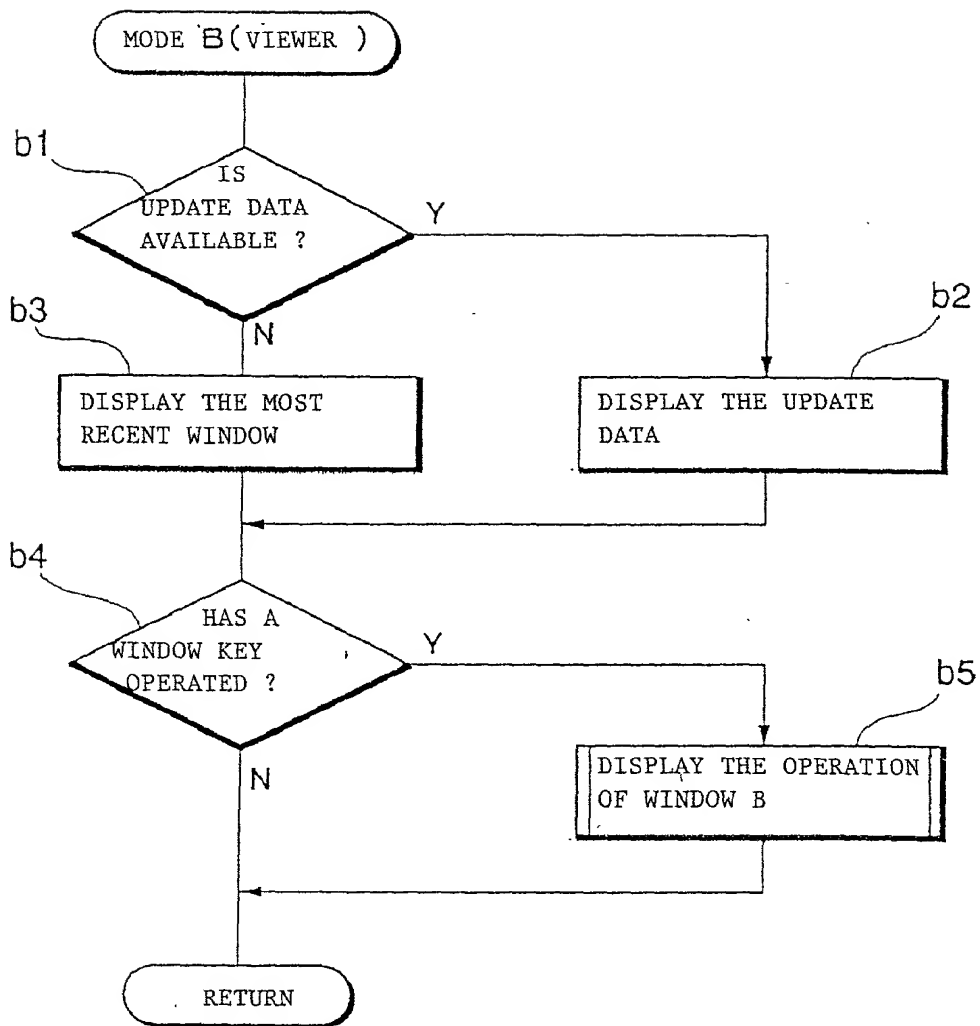 MODE B(VIEWER )
b1
IS
UPDATE DATA
AVAILABLE ?
Y
N
b3
b2
DISPLAY THE MOST
RECENT WINDOW
DISPLAY THE UPDATE
DATA
b4
HAS A
WINDOW KEY
OPERATED ?
Y
N
b5
DISPLAY THE OPERATION
OF WINDOW B
RETURN